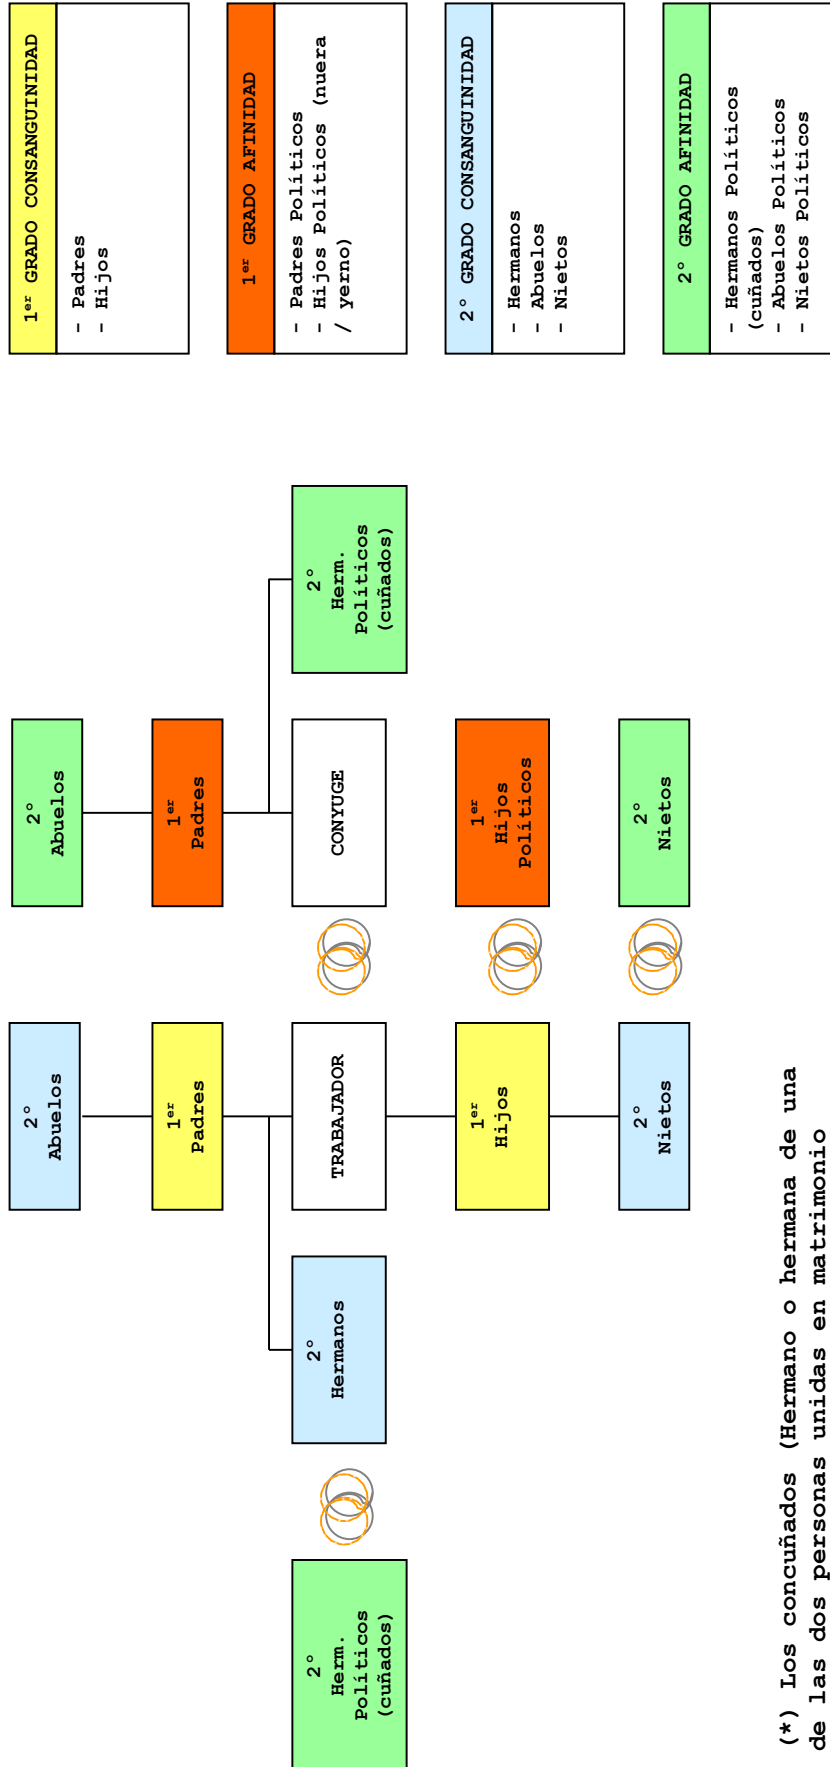 2°
Abuelos
2°
Abuelos
1er
Padres
1er
Padres
2°
Herm.
Políticos
(cuñados)
2°
Hermanos
TRABAJADOR
CONYUGE
2°
Herm.
Políticos
(cuñados)
1er
Hijos
1er
Hijos
Políticos
2°
Nietos
2°
Nietos
1er GRADO CONSANGUINIDAD
- Padres
- Hijos
1er GRADO AFINIDAD
- Padres Políticos
- Hijos Políticos (nuera
/ yerno)
2° GRADO CONSANGUINIDAD
- Hermanos
- Abuelos
- Nietos
2° GRADO AFINIDAD
- Hermanos Políticos
(cuñados)
- Abuelos Políticos
- Nietos Políticos
(*) Los concuñados (Hermano o hermana de una
de las dos personas unidas en matrimonio